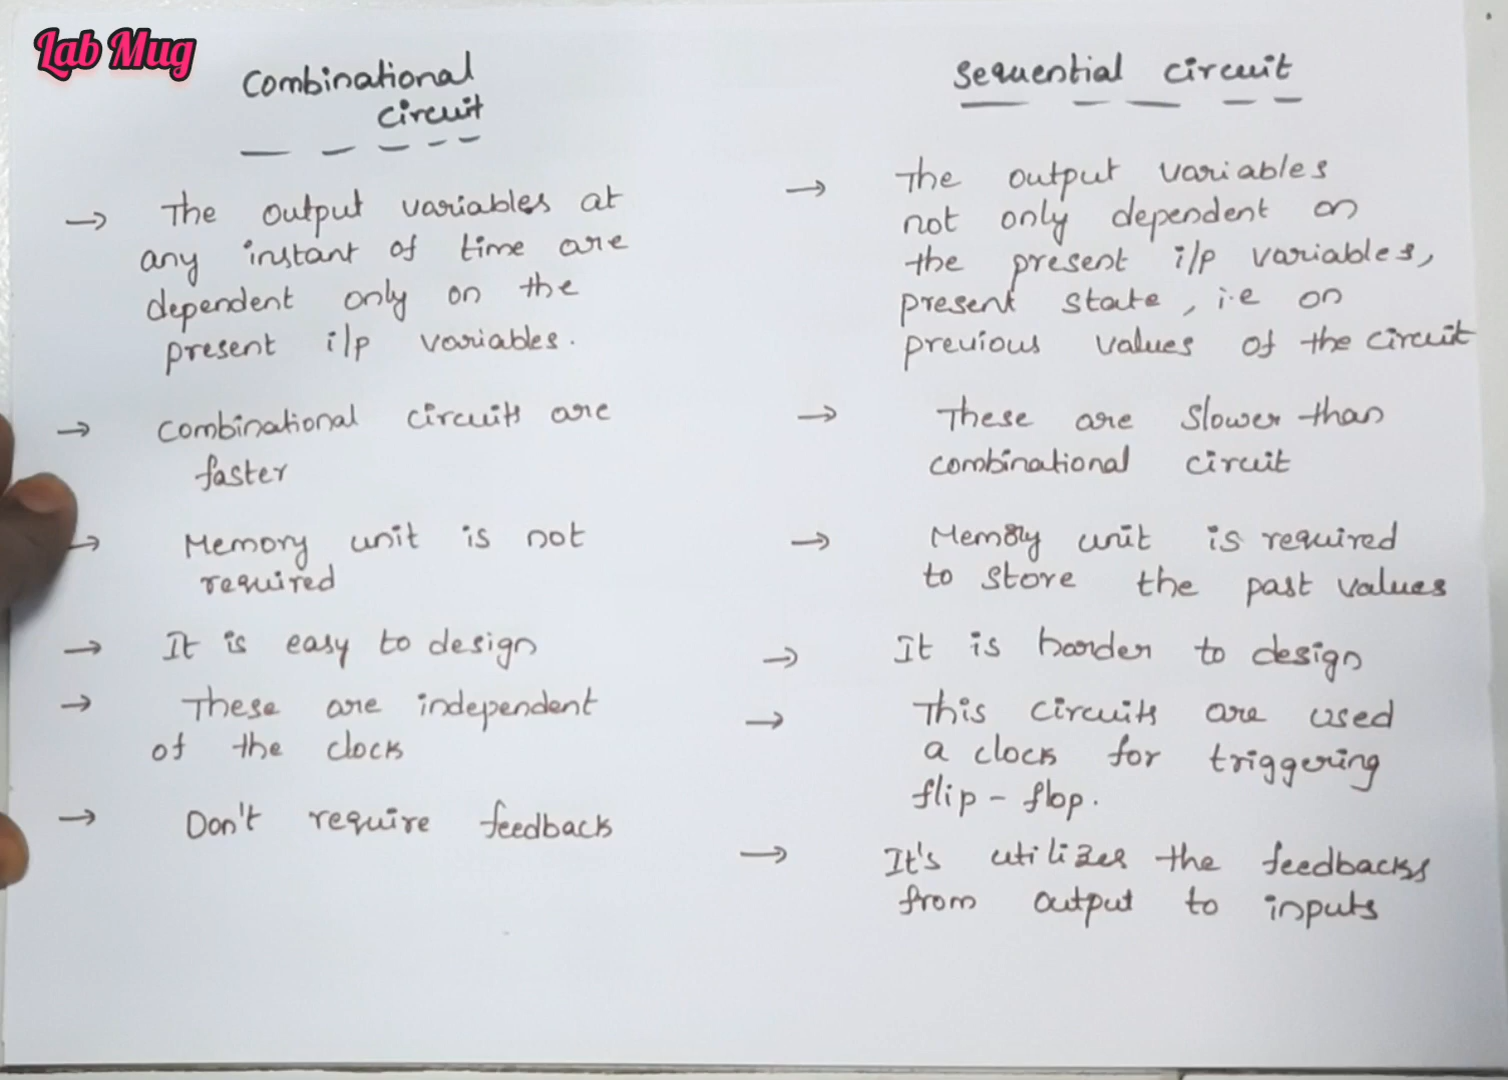 Lab Mug
Combinational
circuit
The output variables at
any instant of time are
dependent only on the
present i/p variables.
Combinational circuits are
faster
Memory unit is not
required
It is easy to design
These are independent
of the clock
Don't require feedback
Sequential circuit
The output variables
not only dependent on
the present i/p variables,
present state, i.e on
previous values of the circuit
These are slower than
combinational circuit
Memory unit is required
to store the past values
It is harder to design
This circuits are used
a clock for triggering
flip-flop.
It's utilizes the feedbacks
from output to inputs